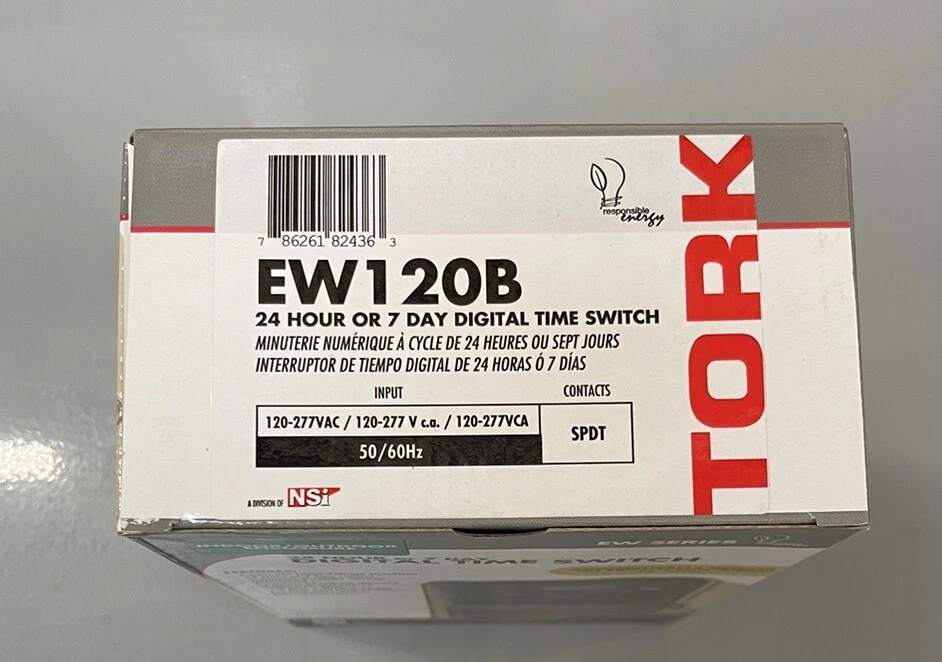 7 86261 82436 3
responsible
energy
EW120B
24 HOUR OR 7 DAY DIGITAL TIME SWITCH
MINUTERIE NUMÉRIQUE À CYCLE DE 24 HEURES OU SEPT JOURS
INTERRUPTOR DE TIEMPO DIGITAL DE 24 HORAS Ó 7 DÍAS
INPUT CONTACTS
120-277VAC / 120-277 V c.a. / 120-277VCA
SPDT
50/60Hz
A DIVISION OF NSi
TORK
EW SERIES
DIGITAL TIME SWITCH